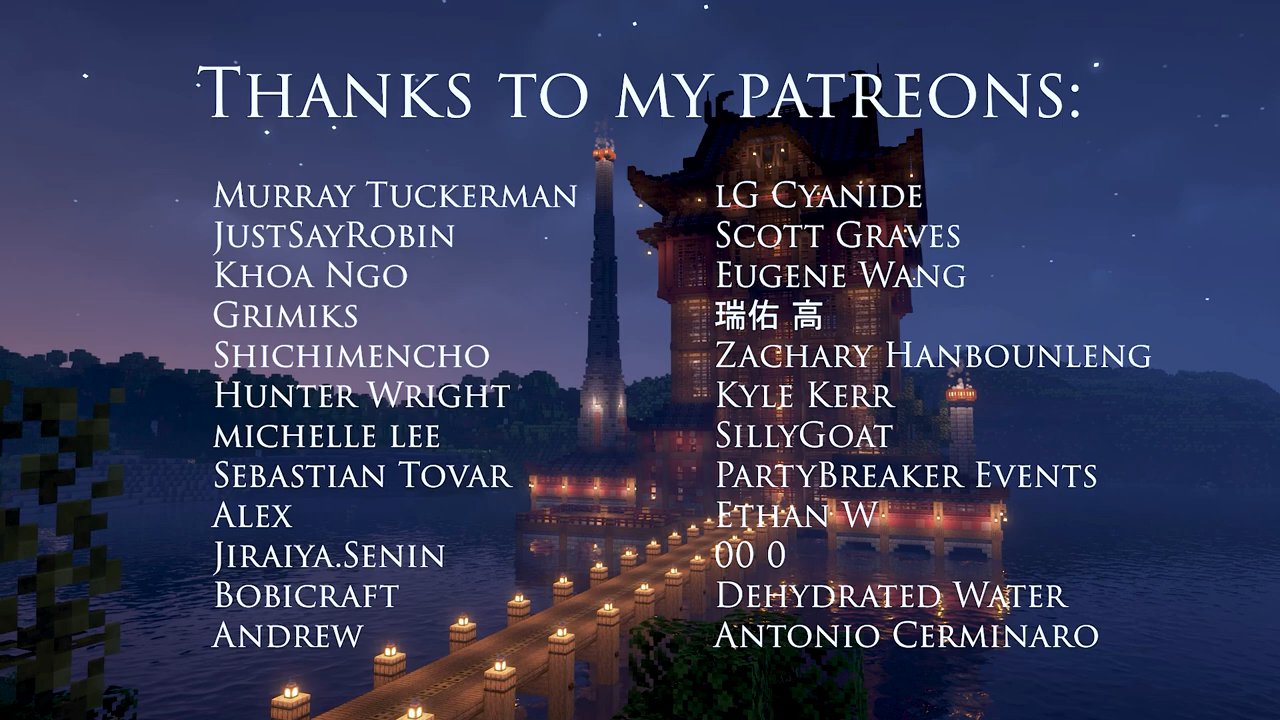 Thanks to my patreons:
Murray Tuckerman
JustSayRobin
Khoa Ngo
Grimiks
Shichimencho
Hunter Wright
michelle lee
Sebastian Tovar
Alex
Jiraiya.Senin
Bobicraft
Andrew
lG Cyanide
Scott Graves
Eugene Wang
瑞佑 高
Zachary Hanbounleng
Kyle Kerr
SillyGoat
PartyBreaker Events
Ethan W
00 0
Dehydrated Water
Antonio Cerminaro